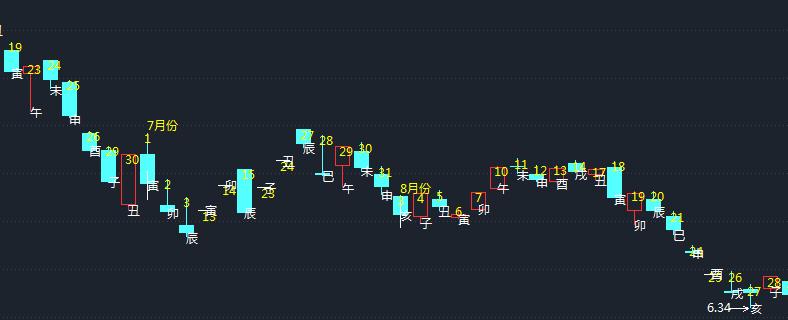 19
寅
23
午
24
未
25
申
26
酉
29
子
30
丑
7月份
1
寅
2
卯
3
辰
13
寅
14
卯
15
辰
23
子
24
丑
27
辰
28
巳
29
午
30
未
31
申
8月份
3
亥
4
子
5
丑
6
寅
7
卯
10
午
11
未
12
申
13
酉
14
戌
17
丑
18
寅
19
卯
20
辰
21
巳
24
申
25
酉
26
戌
27
亥
28
子
6.34